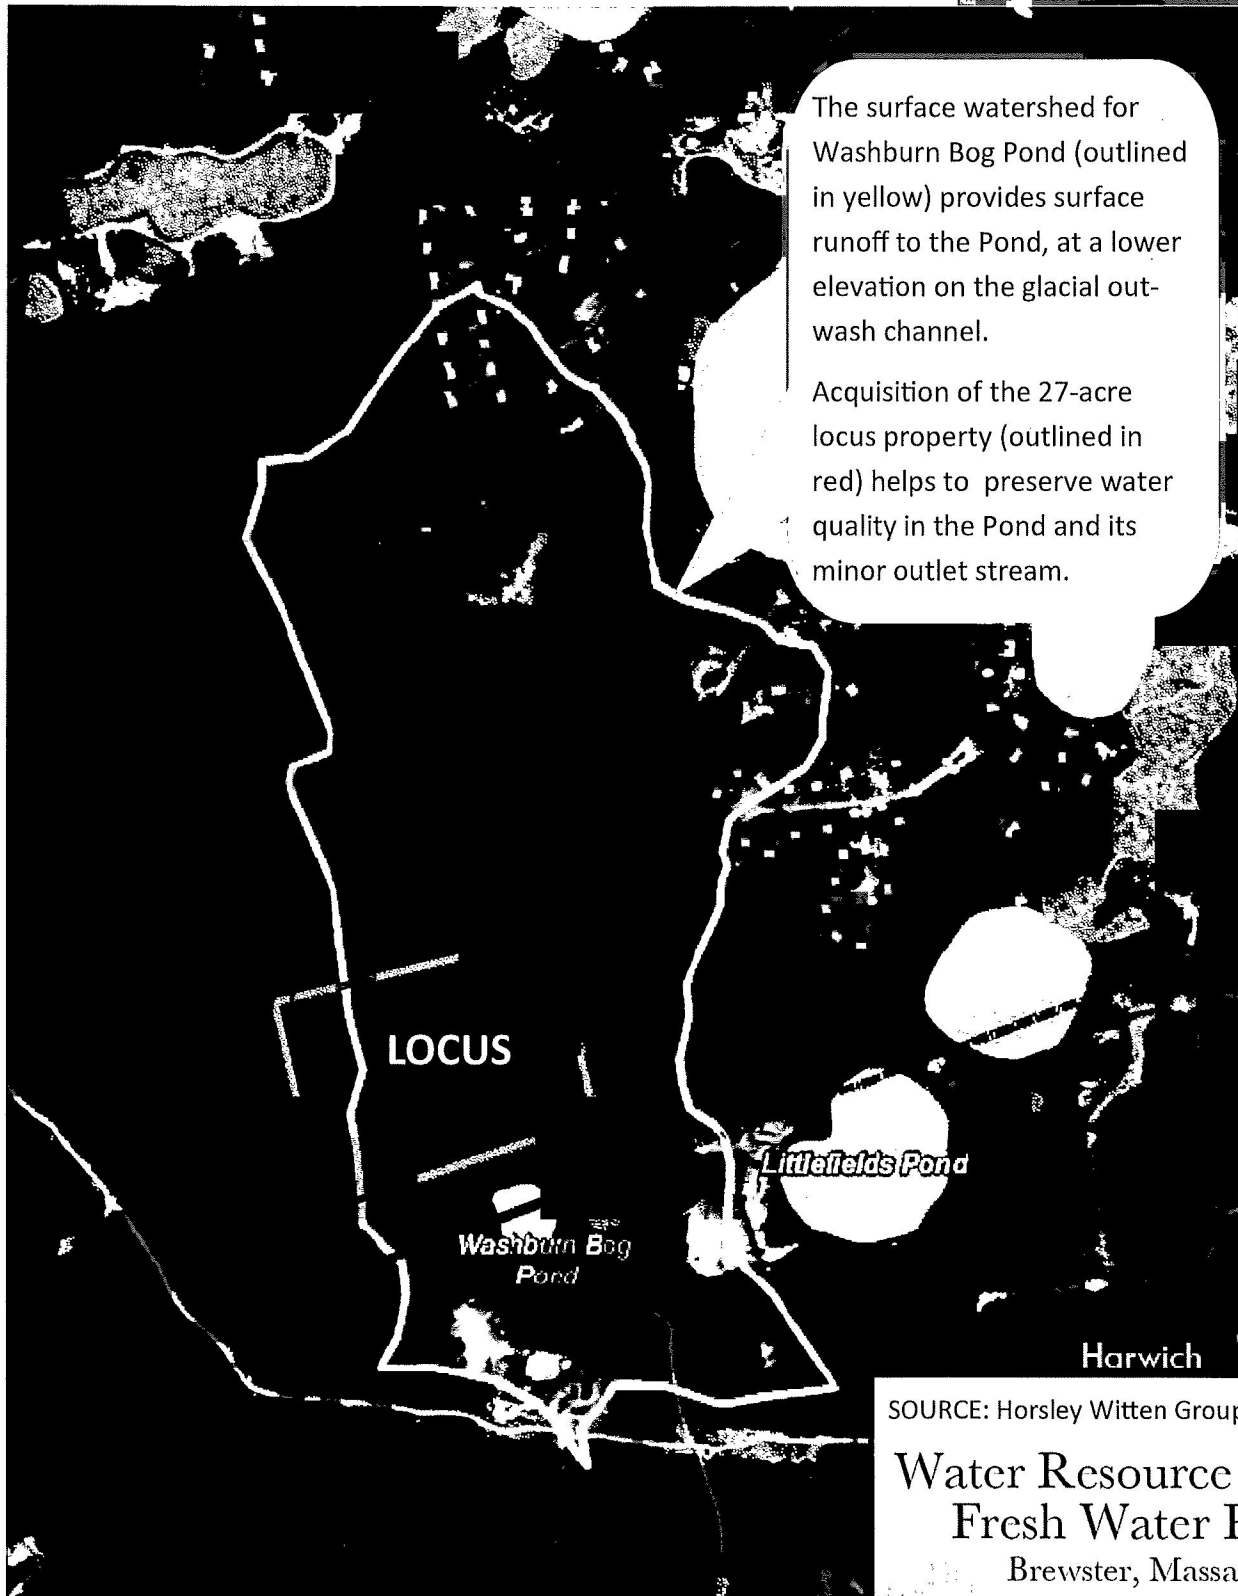 The surface watershed for
Washburn Bog Pond (outlined
in yellow) provides surface
runoff to the Pond, at a lower
elevation on the glacial out-
wash channel.
Acquisition of the 27-acre
locus property (outlined in
red) helps to  preserve water
quality in the Pond and its
minor outlet stream.
LOCUS
Littlefields Pond
Washburn Bog
Pond
Harwich
SOURCE: Horsley Witten Group
Water Resource
Fresh Water
Brewster, Massa